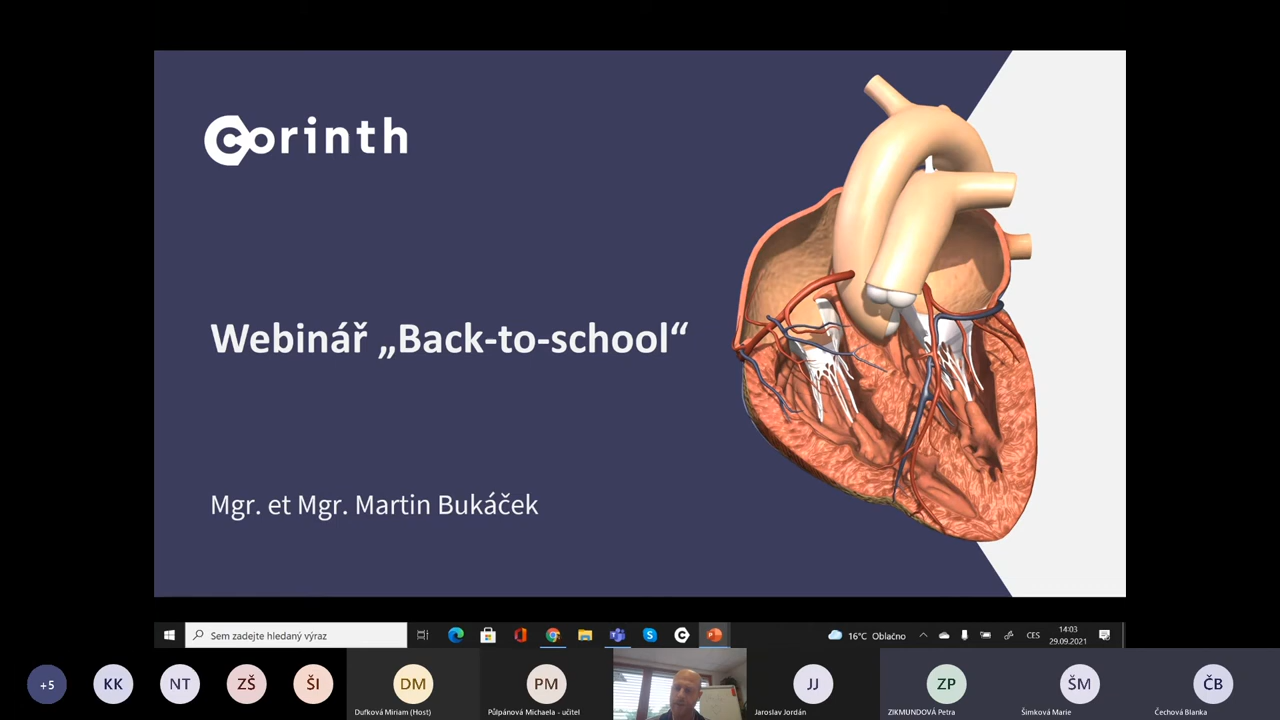 Corinth
Webinář „Back-to-school“
Mgr. et Mgr. Martin Bukáček
Sem zadejte hledaný výraz
16°C Oblačno
CES
14:03
29.09.2021
+5
KK
NT
ZŠ
ŠI
DM
PM
JJ
ZP
ŠM
ČB
Dufková Miriam (Host)
Půlpánová Michaela - učitel
Jaroslav Jordán
ZIKMUNDOVÁ Petra
Šimková Marie
Čechová Blanka